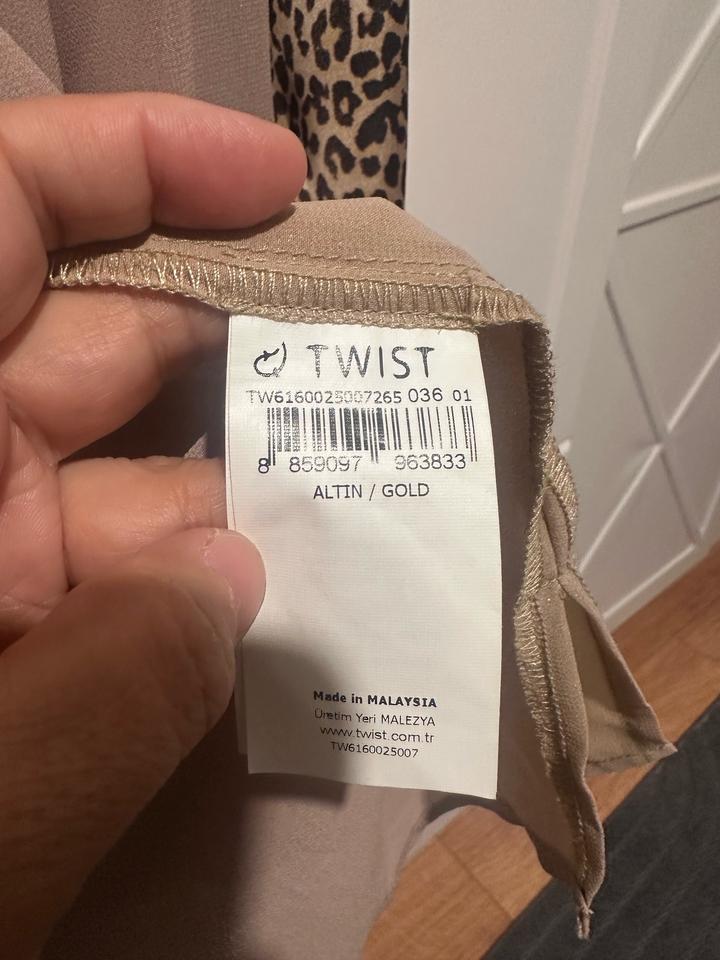 TWIST
TW6160025007265 036 01
8 859097 963833
ALTIN / GOLD
Made in MALAYSIA
Üretim Yeri MALEZYA
www.twist.com.tr
TW6160025007